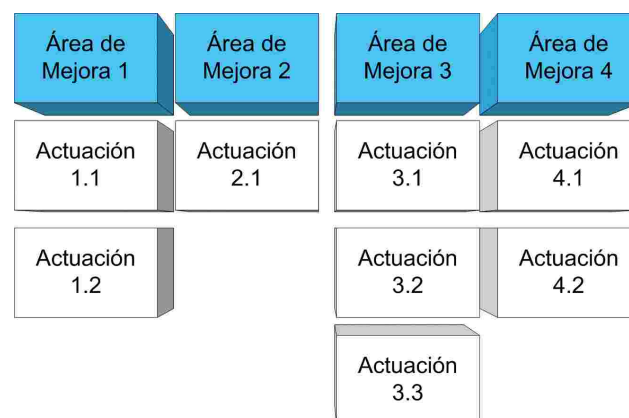 Área de
Mejora 1
Área de
Mejora 2
Área de
Mejora 3
Área de
Mejora 4
Actuación
1.1
Actuación
2.1
Actuación
3.1
Actuación
4.1
Actuación
1.2
Actuación
3.2
Actuación
4.2
Actuación
3.3